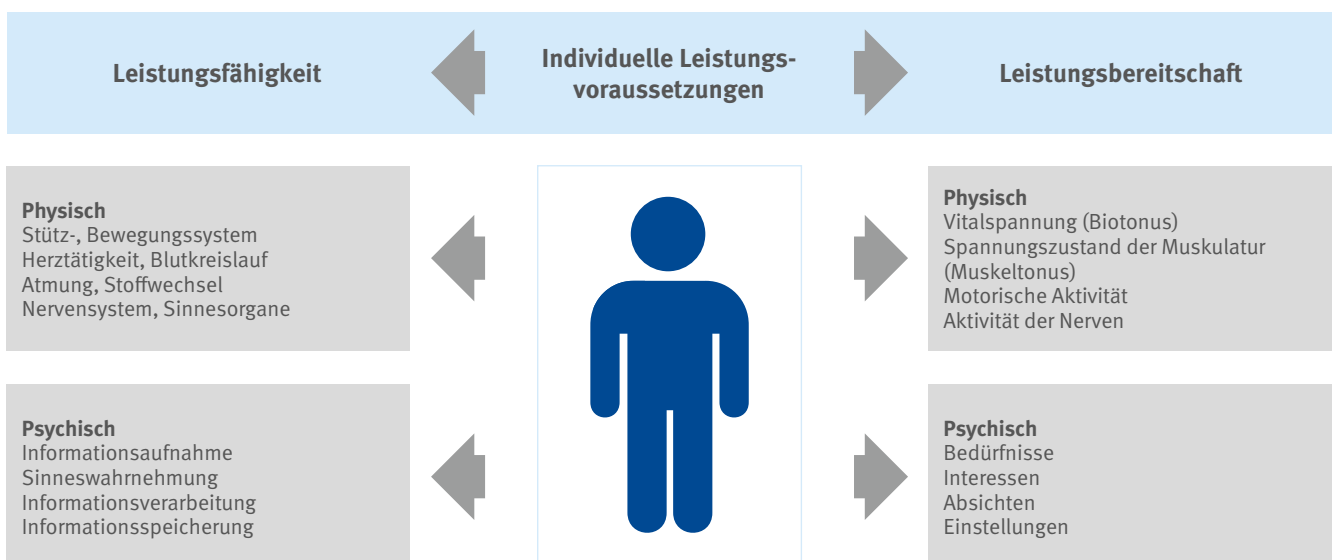 Leistungsfähigkeit
Individuelle Leistungs-
voraussetzungen
Leistungsbereitschaft
Physisch
Stütz-, Bewegungssystem
Herztätigkeit, Blutkreislauf
Atmung, Stoffwechsel
Nervensystem, Sinnesorgane
Physisch
Vitalspannung (Biotonus)
Spannungszustand der Muskulatur
(Muskeltonus)
Motorische Aktivität
Aktivität der Nerven
Psychisch
Informationsaufnahme
Sinneswahrnehmung
Informationsverarbeitung
Informationsspeicherung
Psychisch
Bedürfnisse
Interessen
Absichten
Einstellungen